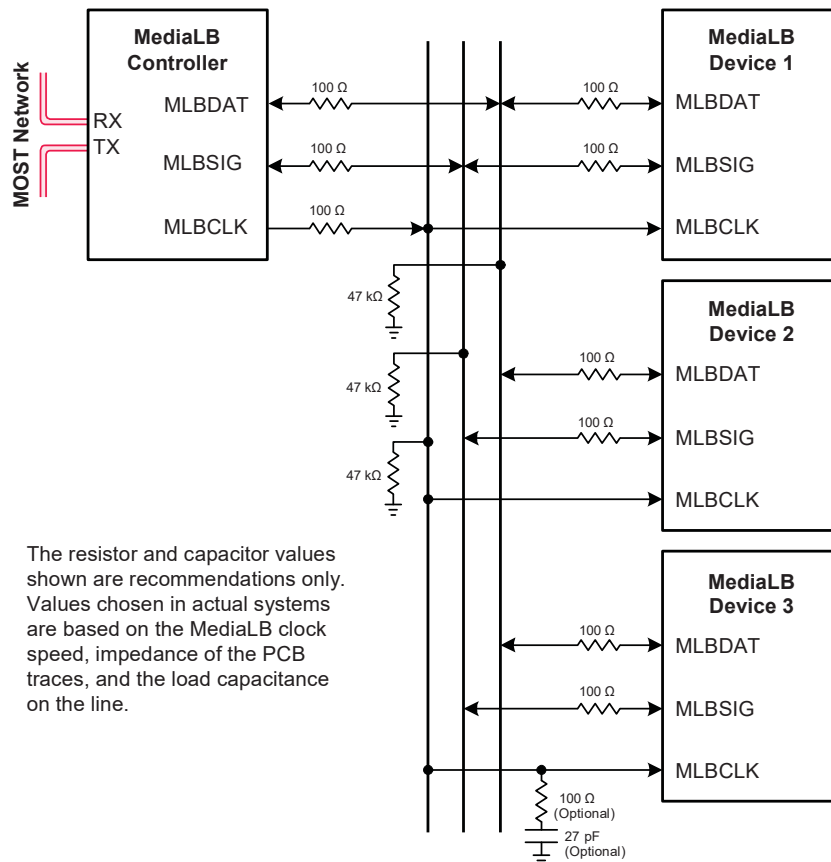 MediaLB
Controller
MOST Network
RX
TX
MLBDAT
MLBSIG
MLBCLK
100 Ω
100 Ω
100 Ω
MediaLB
Device 1
100 Ω
MLBDAT
100 Ω
MLBSIG
MLBCLK
47 kΩ
47 kΩ
47 kΩ
MediaLB
Device 2
100 Ω
MLBDAT
100 Ω
MLBSIG
MLBCLK
The resistor and capacitor values
shown are recommendations only.
Values chosen in actual systems
are based on the MediaLB clock
speed, impedance of the PCB
traces, and the load capacitance
on the line.
MediaLB
Device 3
100 Ω
MLBDAT
100 Ω
MLBSIG
MLBCLK
100 Ω
(Optional)
27 pF
(Optional)